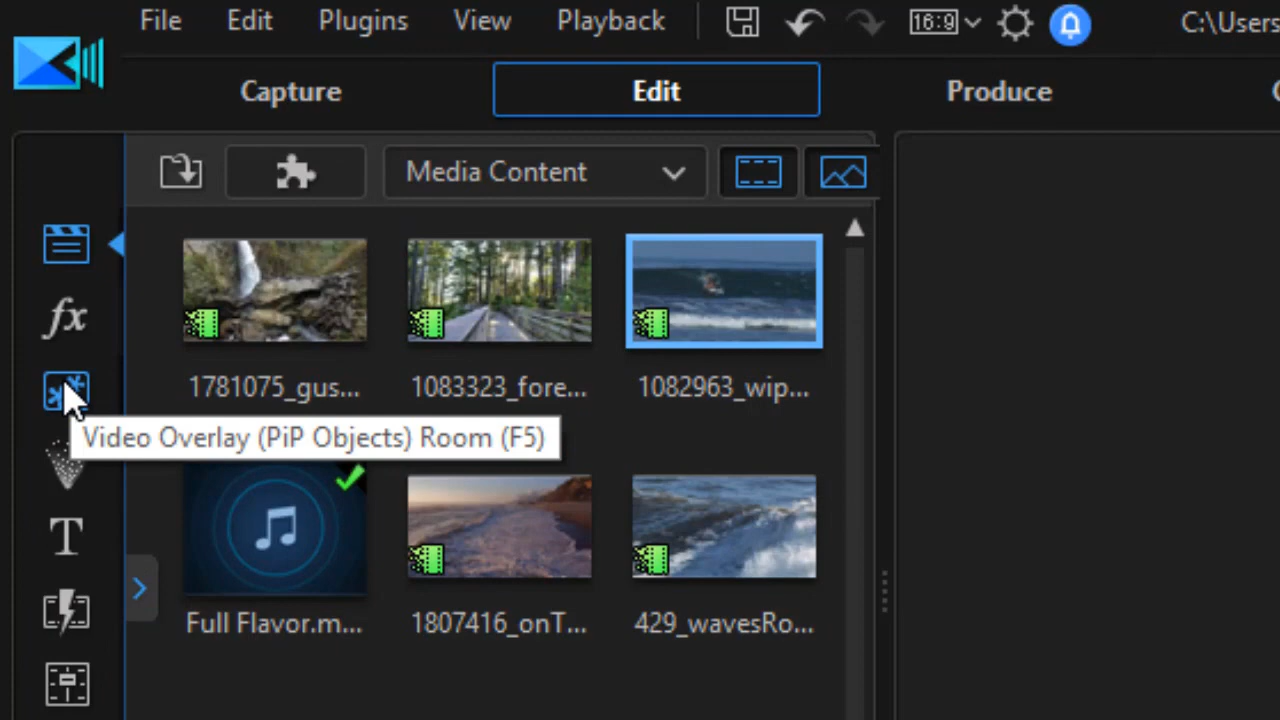 File Edit Plugins View Playback 16:9 C:\Users
Capture Edit Produce
Media Content
fx
1781075_gus... 1083323_fore... 1082963_wip...
Video Overlay (PiP Objects) Room (F5)
T
Full Flavor.m... 1807416_onT... 429_wavesRo...